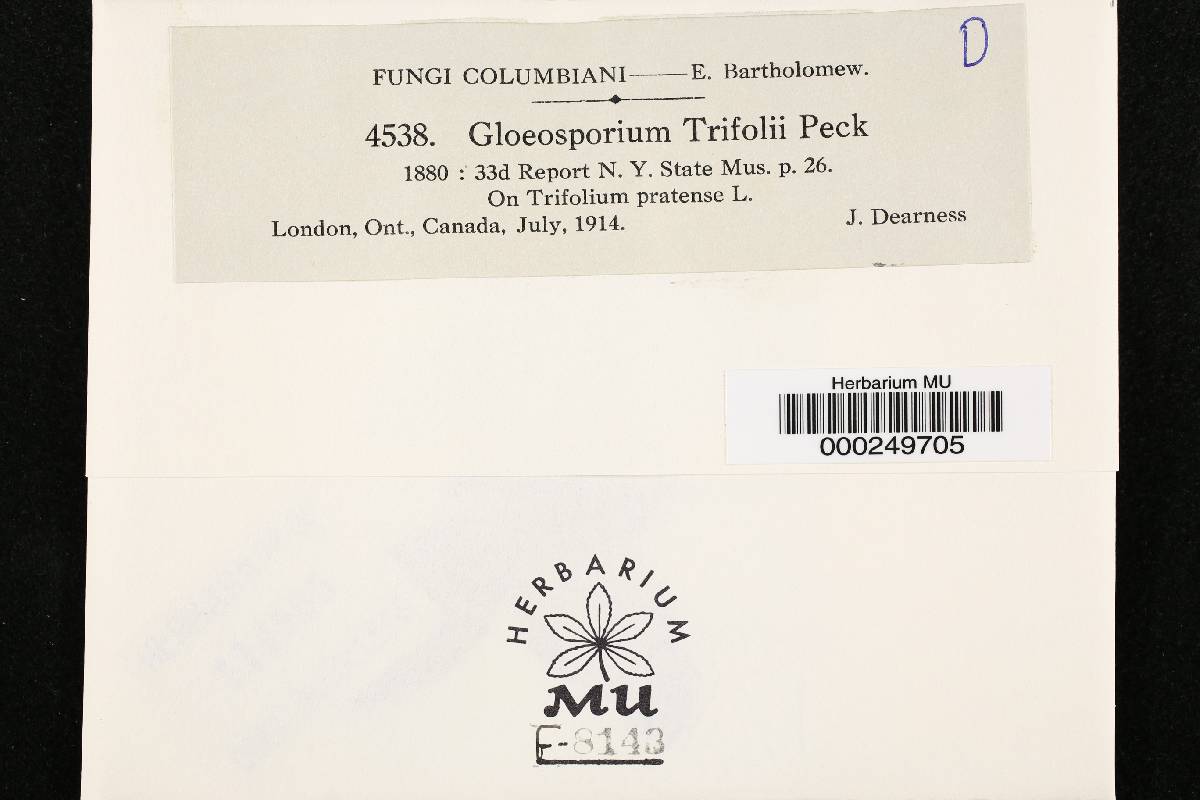 D
FUNGI COLUMBIANI——E. Bartholomew.
4538. Gloeosporium Trifolii Peck
1880 : 33d Report N. Y. State Mus. p. 26.
On Trifolium pratense L.
London, Ont., Canada, July, 1914. J. Dearness
Herbarium MU
000249705
HERBARIUM
MU
F-8143